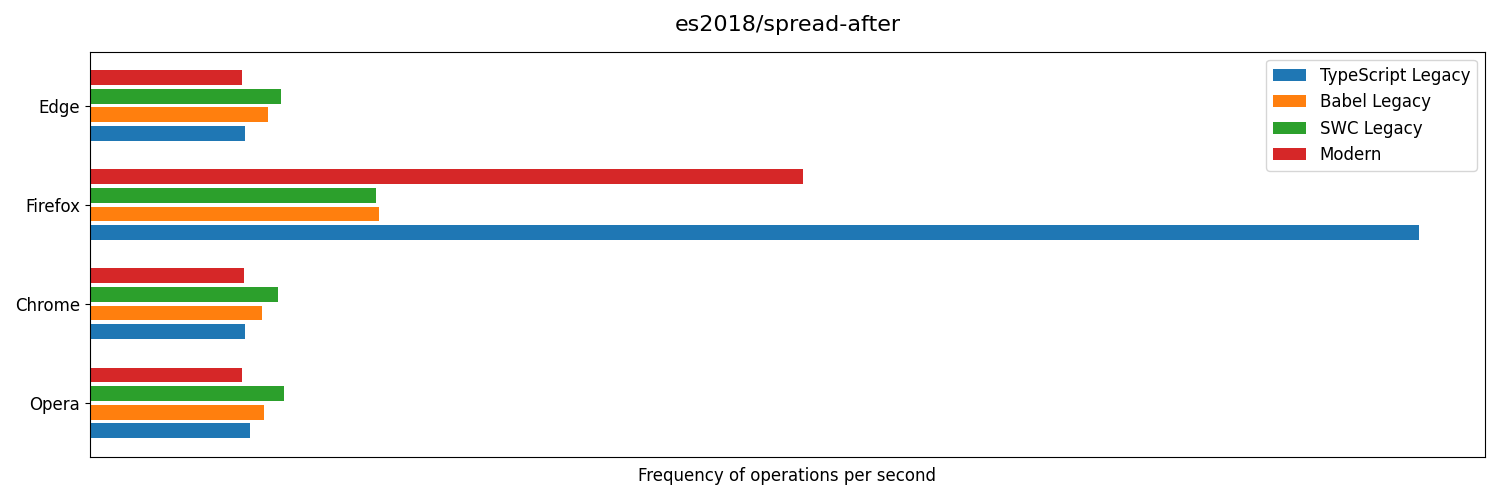 es2018/spread-after
TypeScript Legacy
Babel Legacy
SWC Legacy
Modern
Edge
Firefox
Chrome
Opera
Frequency of operations per second